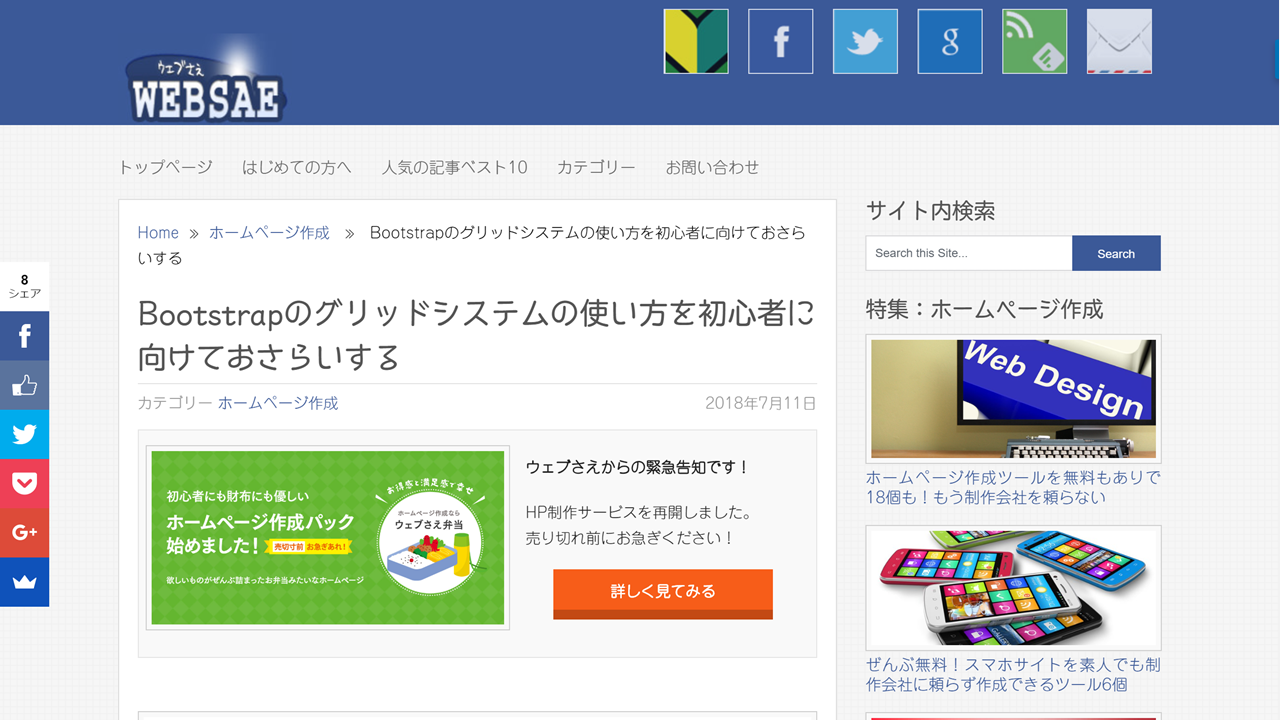 ウェブさえ
WEBSAE
トップページ
はじめての方へ
人気の記事ベスト10
カテゴリー
お問い合わせ
Home » ホームページ作成 » Bootstrapのグリッドシステムの使い方を初心者に向けておさら
いする
Bootstrapのグリッドシステムの使い方を初心者に
向けておさらいする
カテゴリー ホームページ作成
2018年7月11日
初心者にも財布にも優しい
ホームページ作成パック
始めました!
売切寸前 お急ぎあれ!
欲しいものがぜんぶ詰まったお弁当みたいなホームページ
お得感と満足感で幸せ
ホームページ作成なら
ウェブさえ弁当
ウェブさえからの緊急告知です！
HP制作サービスを再開しました。
売り切れ前にお急ぎください！
詳しく見てみる
8
シェア
サイト内検索
Search this Site...
Search
特集：ホームページ作成
Web Design
ホームページ作成ツールを無料もありで
18個も！もう制作会社を頼らない
ぜんぶ無料！スマホサイトを素人でも制
作会社に頼らず作成できるツール6個